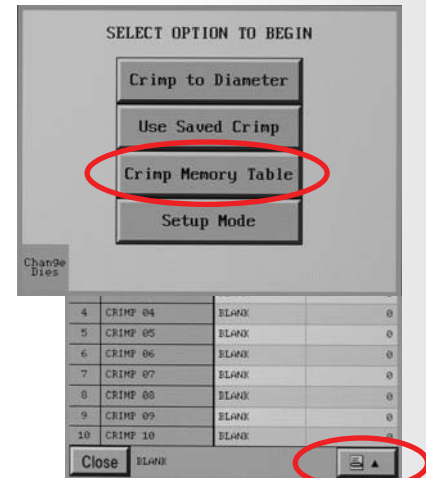 SELECT OPTION TO BEGIN
Crimp to Diameter
Use Saved Crimp
Crimp Memory Table
Setup Mode
Change Dies
4 CRIMP 04 BLANK 0
5 CRIMP 05 BLANK 0
6 CRIMP 06 BLANK 0
7 CRIMP 07 BLANK 0
8 CRIMP 08 BLANK 0
9 CRIMP 09 BLANK 0
10 CRIMP 10 BLANK 0
Close BLANK